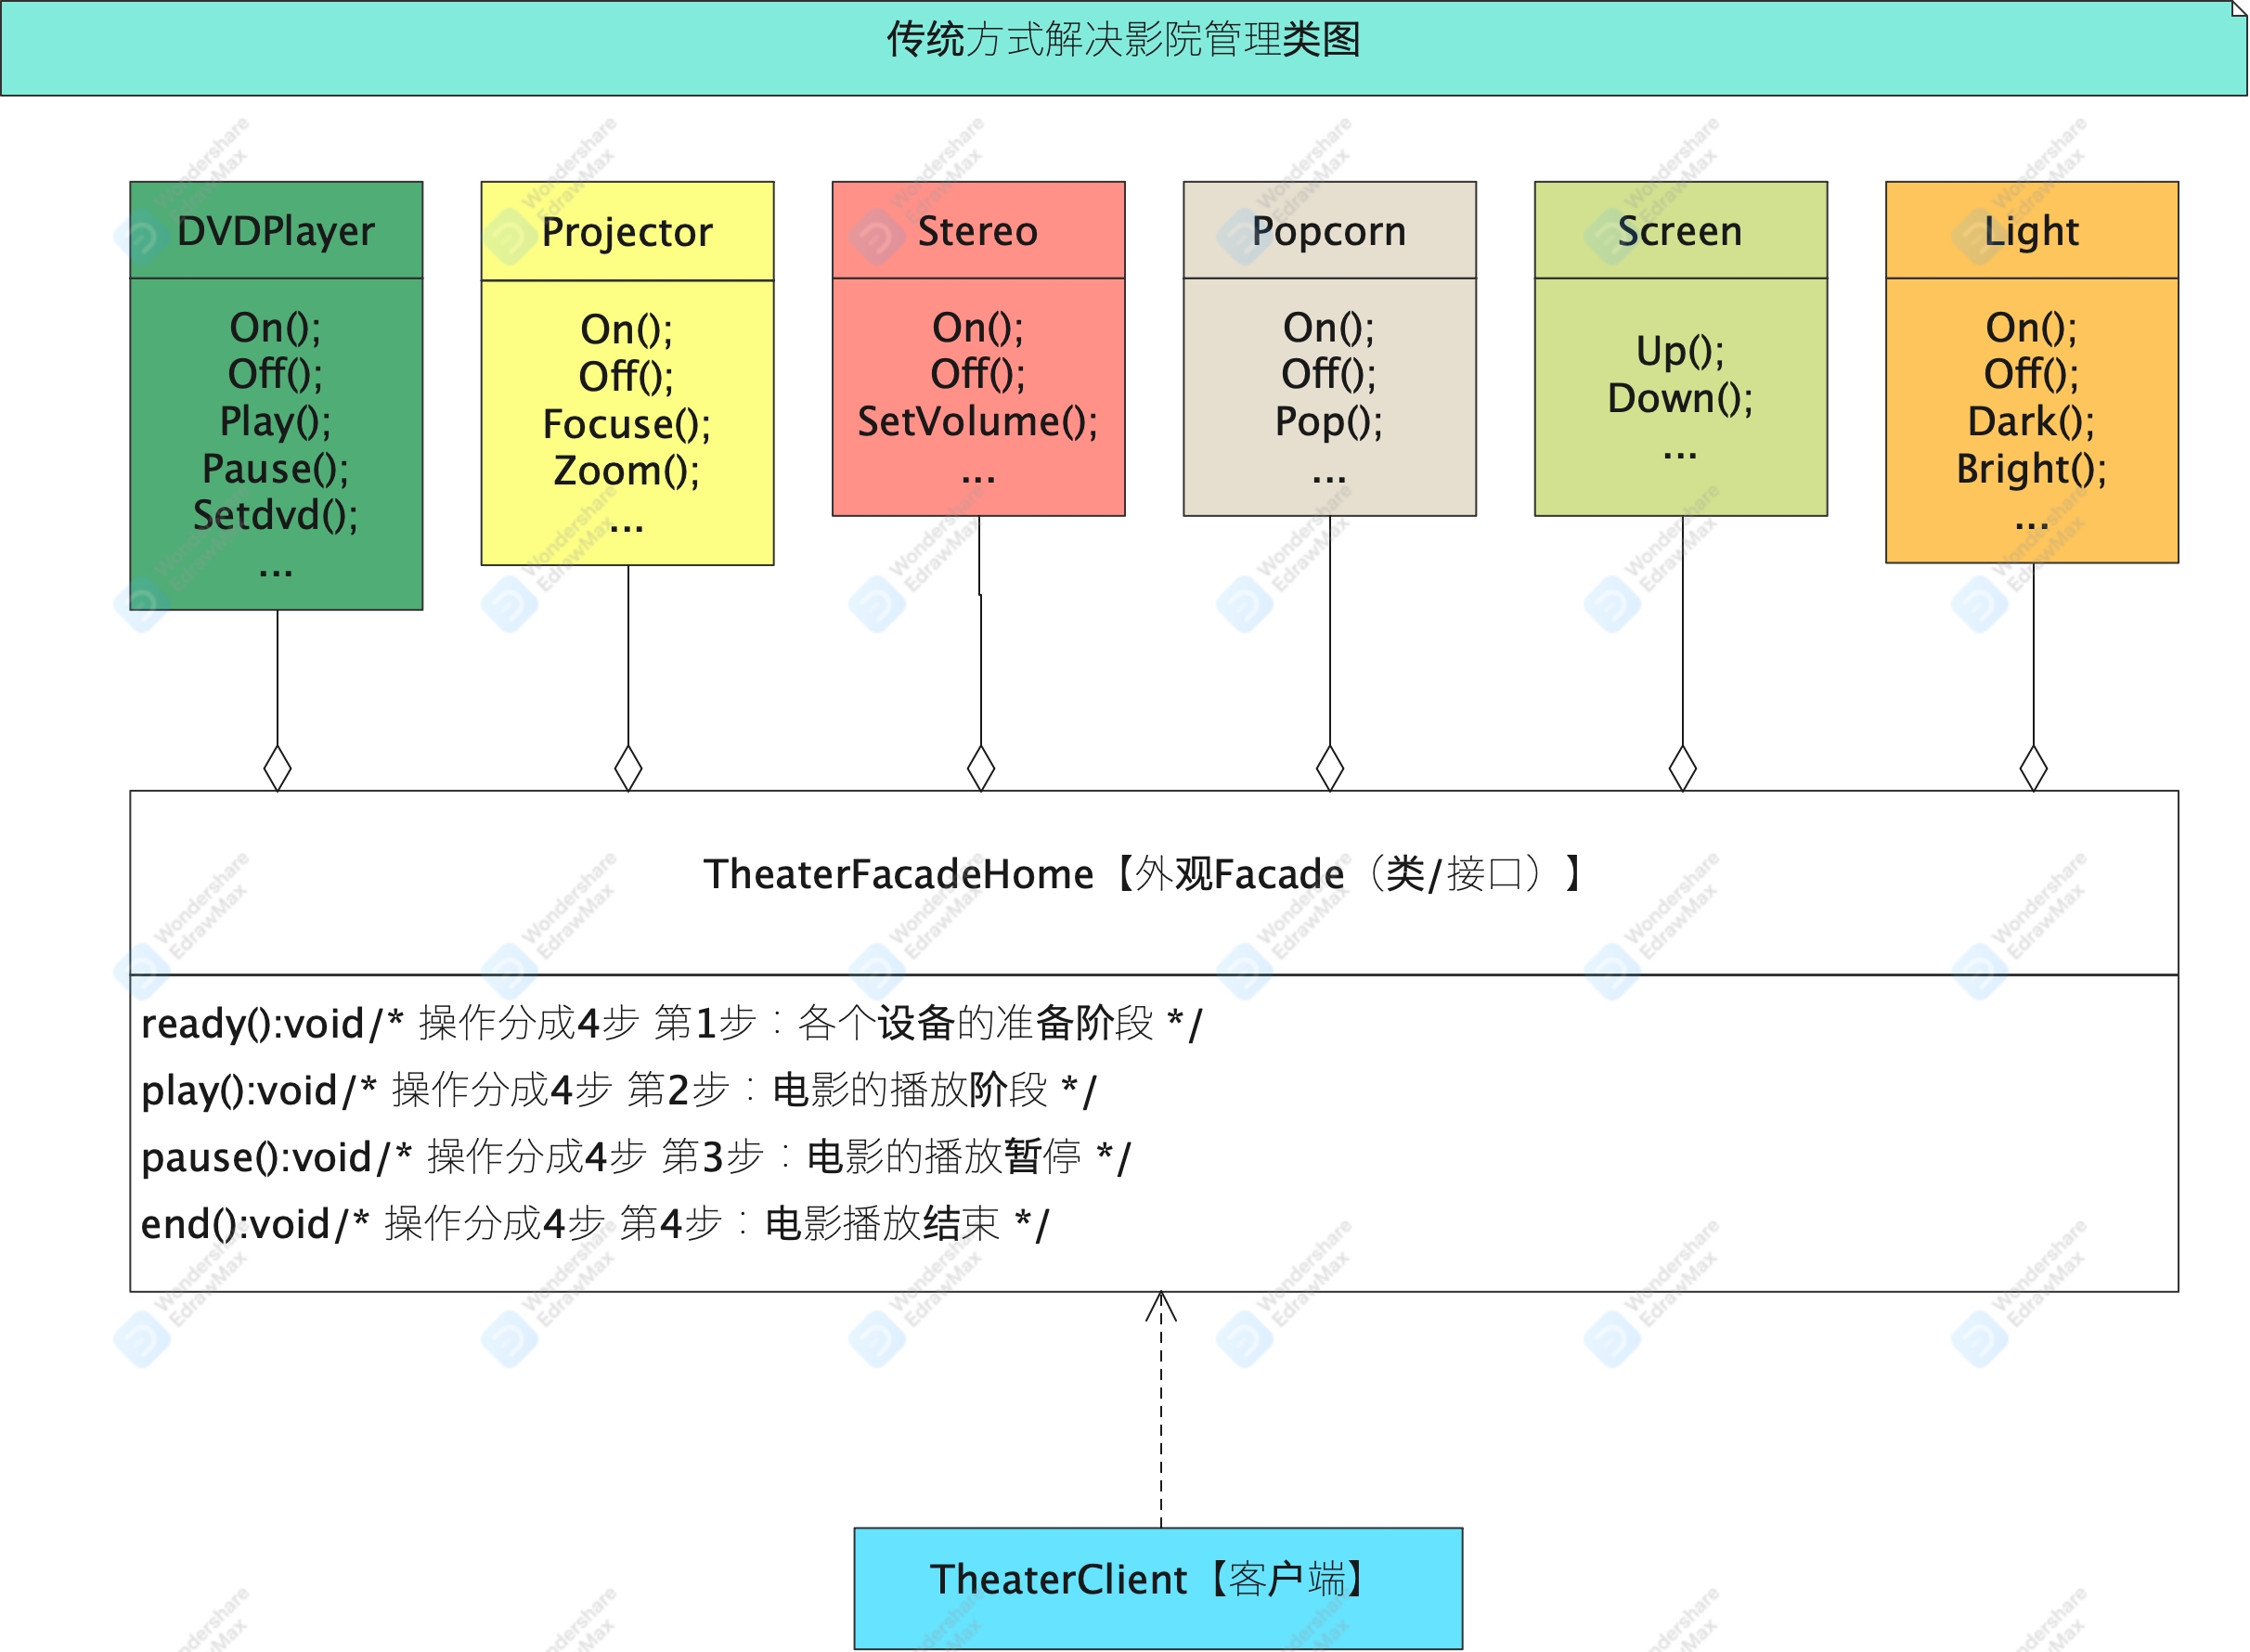 传统方式解决影院管理类图
DVDPlayer
On();
Off();
Play();
Pause();
Setdvd();
...
Projector
On();
Off();
Focuse();
Zoom();
...
Stereo
On();
Off();
SetVolume();
...
Popcorn
On();
Off();
Pop();
...
Screen
Up();
Down();
...
Light
On();
Off();
Dark();
Bright();
...
TheaterFacadeHome【外观Facade（类/接口）】
ready():void/* 操作分成4步 第1步：各个设备的准备阶段 */
play():void/* 操作分成4步 第2步：电影的播放阶段 */
pause():void/* 操作分成4步 第3步：电影的播放暂停 */
end():void/* 操作分成4步 第4步：电影播放结束 */
TheaterClient【客户端】
Wondershare
EdrawMax